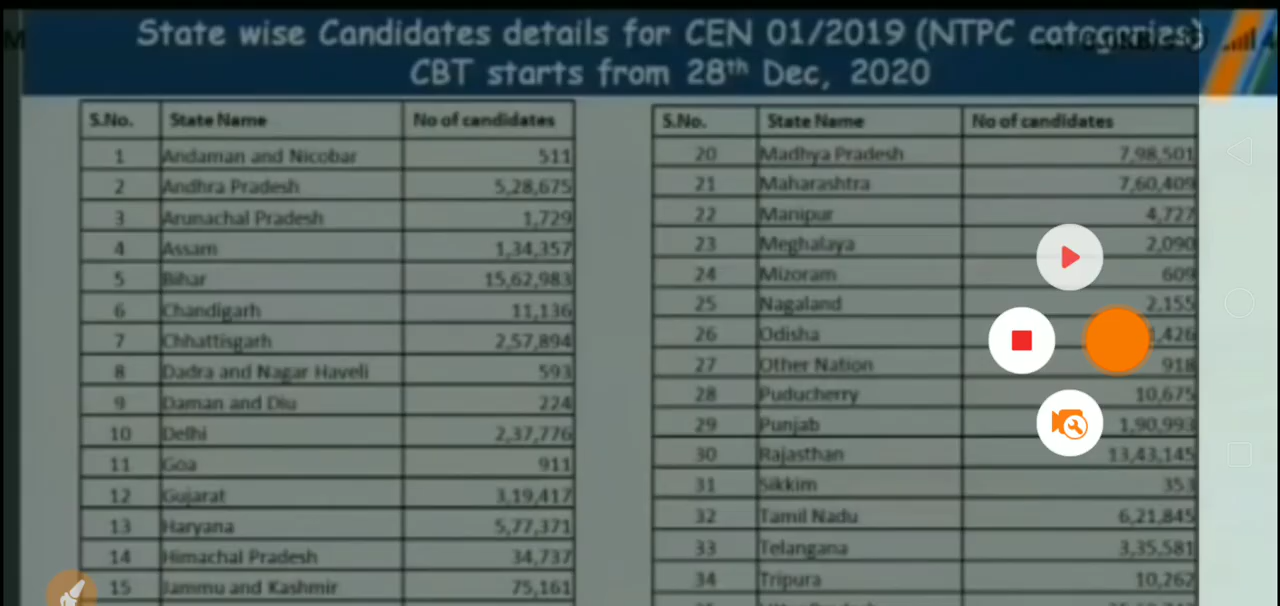 State wise Candidates details for CEN 01/2019 (NTPC categories)
CBT starts from 28th Dec, 2020
S.No. State Name No of candidates
1 Andaman and Nicobar 511
2 Andhra Pradesh 5,28,675
3 Arunachal Pradesh 1,729
4 Assam 1,34,357
5 Bihar 15,62,983
6 Chandigarh 11,136
7 Chhattisgarh 2,57,894
8 Dadra and Nagar Haveli 593
9 Daman and Diu 224
10 Delhi 2,37,776
11 Goa 911
12 Gujarat 3,19,417
13 Haryana 5,77,371
14 Himachal Pradesh 34,737
15 Jammu and Kashmir 75,161
S.No. State Name No of candidates
20 Madhya Pradesh 7,98,501
21 Maharashtra 7,60,409
22 Manipur 4,727
23 Meghalaya 2,090
24 Mizoram 609
25 Nagaland 2,155
26 Odisha ,426
27 Other Nation 918
28 Puducherry 10,675
29 Punjab 1,90,993
30 Rajasthan 13,43,145
31 Sikkim 353
32 Tamil Nadu 6,21,845
33 Telangana 3,35,581
34 Tripura 10,262